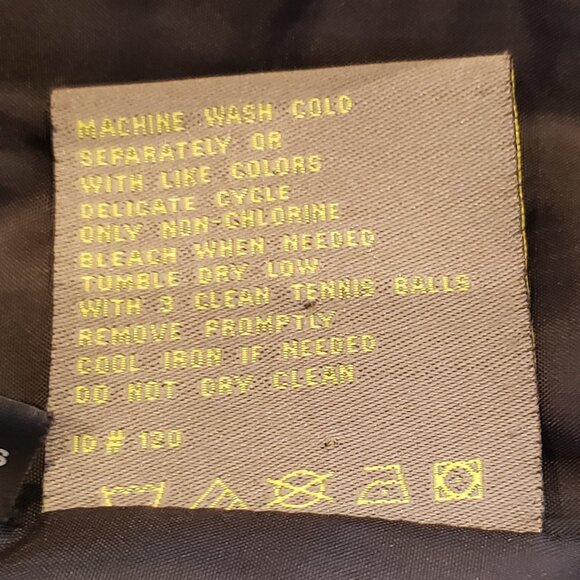 MACHINE WASH COLD
SEPARATELY OR
WITH LIKE COLORS
DELICATE CYCLE
ONLY NON-CHLORINE
BLEACH WHEN NEEDED
TUMBLE DRY LOW
WITH 3 CLEAN TENNIS BALLS
REMOVE PROMPTLY
COOL IRON IF NEEDED
DO NOT DRY CLEAN
ID # 120
S